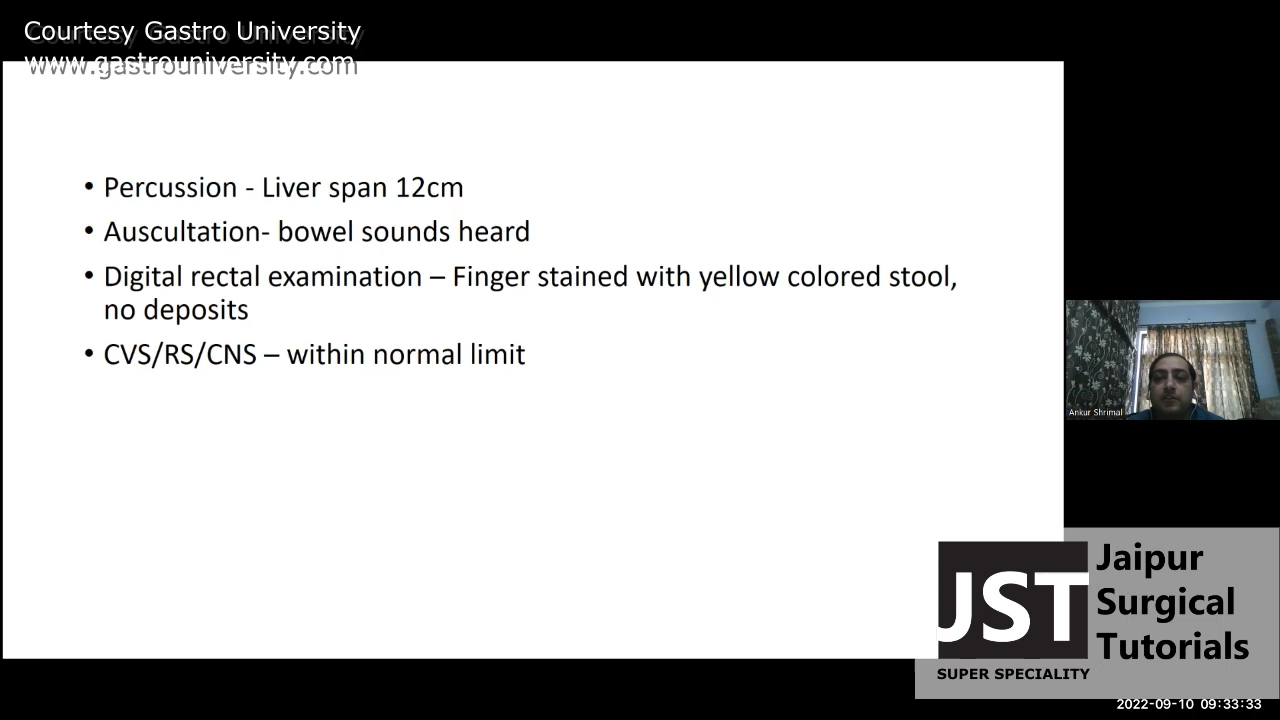 Courtesy Gastro University
www.gastrouniversity.com
• Percussion - Liver span 12cm
• Auscultation- bowel sounds heard
• Digital rectal examination – Finger stained with yellow colored stool,
no deposits
• CVS/RS/CNS – within normal limit
Ankur Shrimal
JST
Jaipur
Surgical
Tutorials
SUPER SPECIALITY
2022-09-10 09:33:33